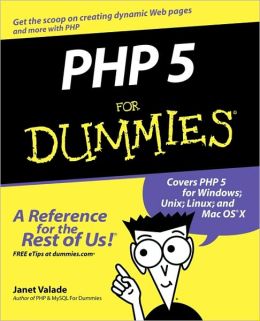 Get the scoop on creating dynamic Web pages
and more with PHP
PHP 5
FOR
DUMMIES®
Covers PHP 5
for Windows;
Unix; Linux; and
Mac OS® X
A Reference
for the
Rest of Us!®
FREE eTips at dummies.com®
Janet Valade
Author of PHP & MySQL For Dummies